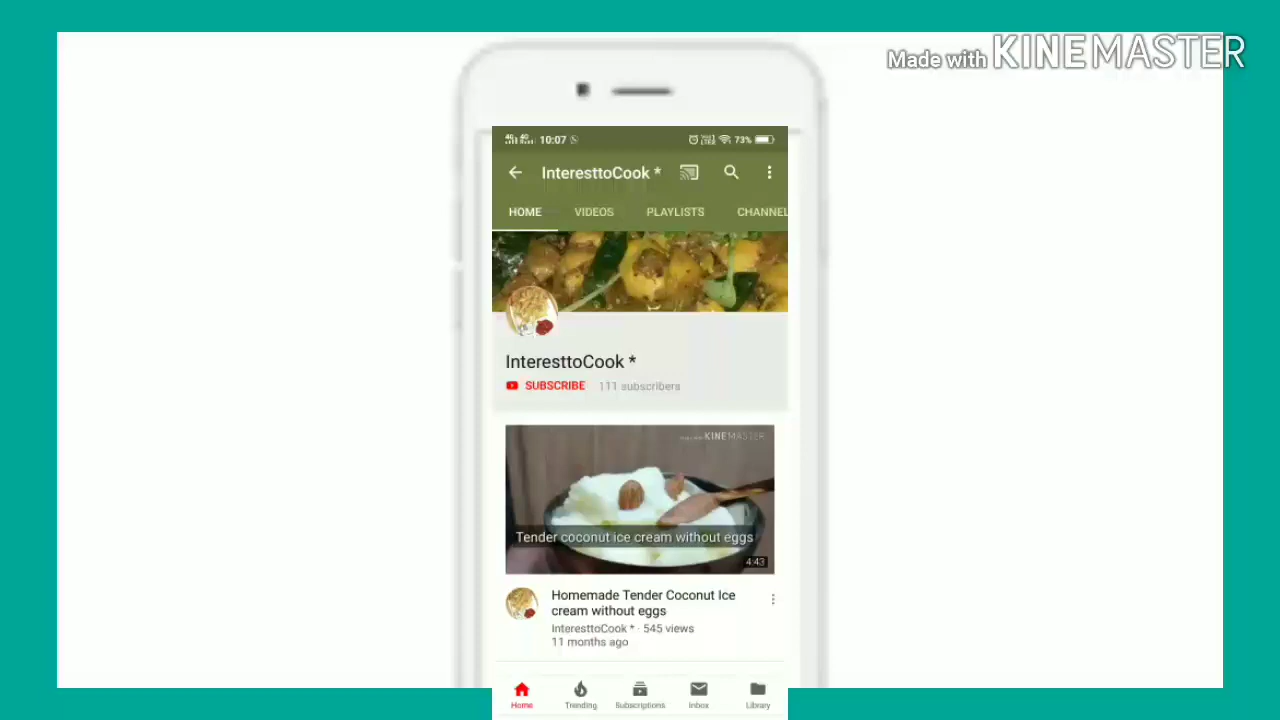 Made with KINEMASTER
10:07 73%
InteresttoCook *
HOME VIDEOS PLAYLISTS CHANNEL
InteresttoCook *
SUBSCRIBE 111 subscribers
KINEMASTER
Tender coconut ice cream without eggs
4:43
Homemade Tender Coconut Ice
cream without eggs
InteresttoCook * · 545 views
11 months ago
Home Trending Subscriptions Inbox Library